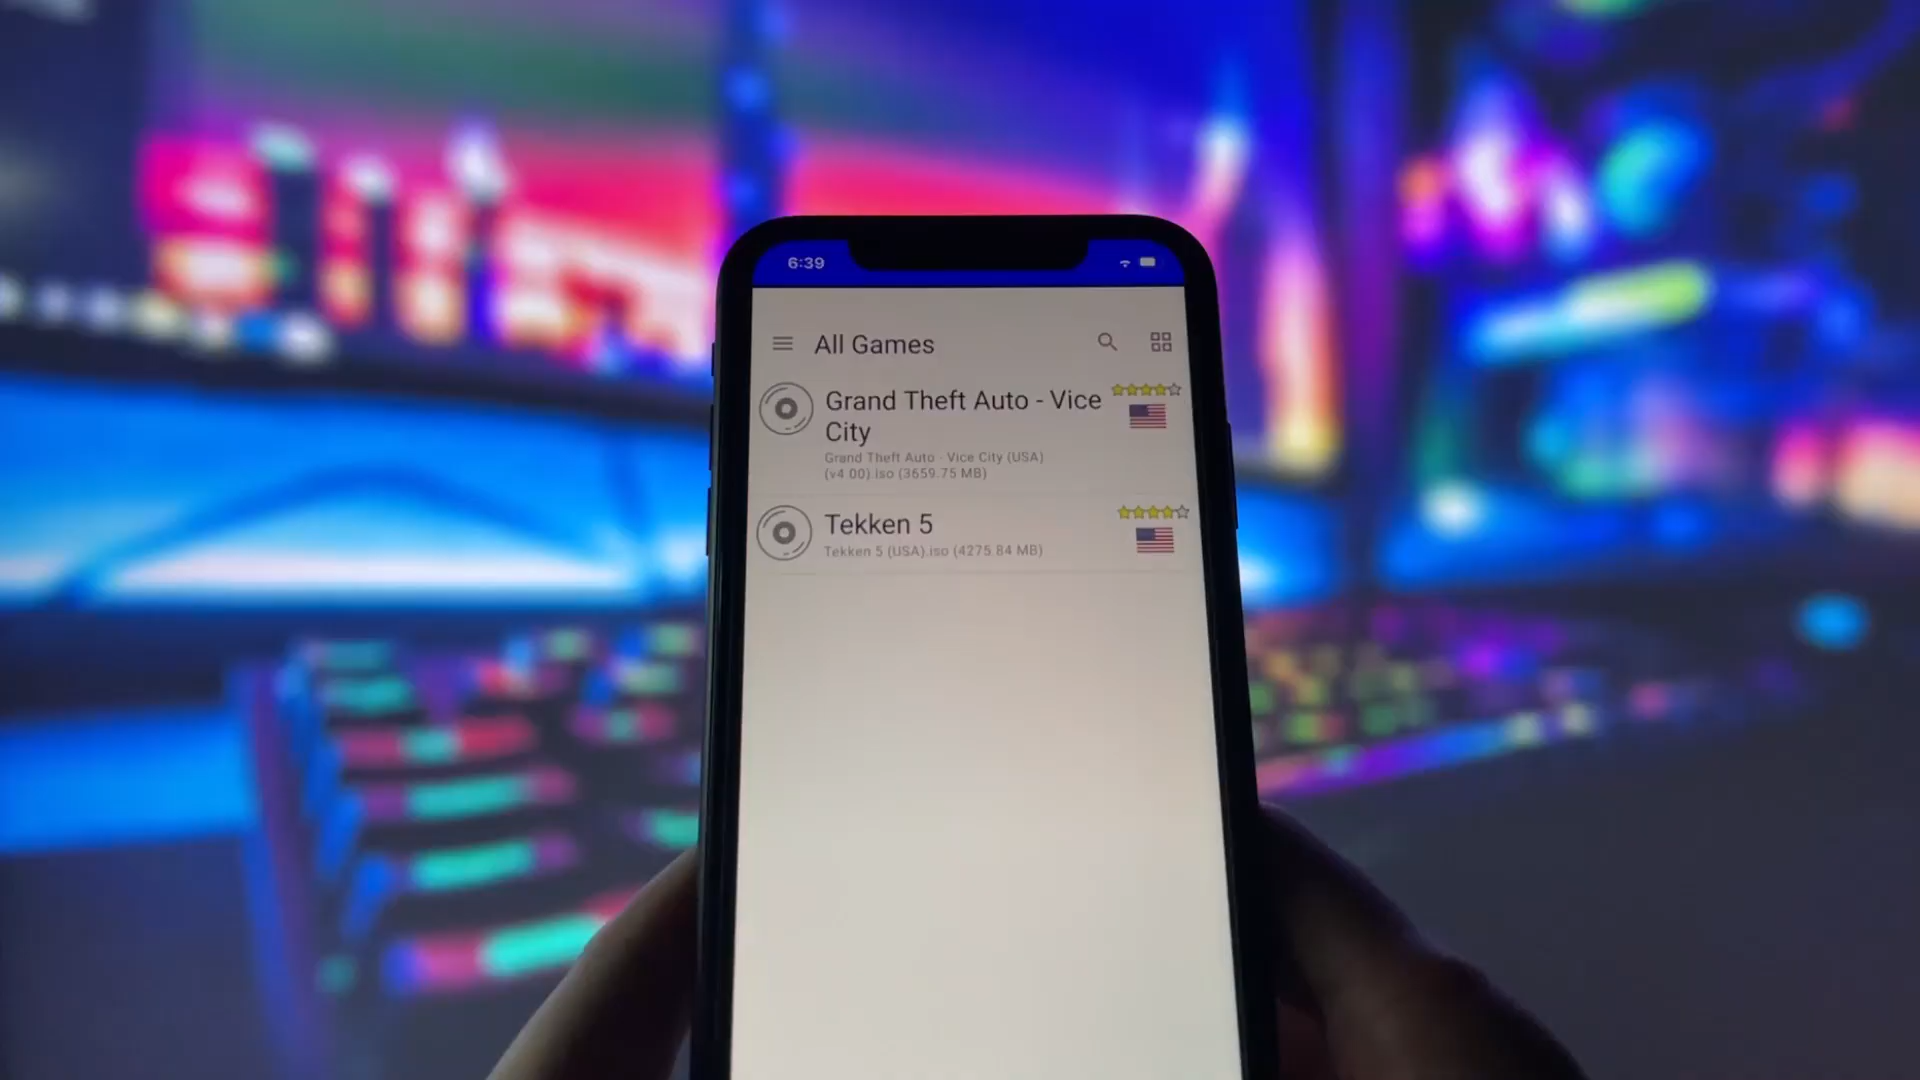 6:39
All Games
Grand Theft Auto - Vice
City
Grand Theft Auto - Vice City (USA)
(v4.00).iso (3659.75 MB)
Tekken 5
Tekken 5 (USA).iso (4275.84 MB)